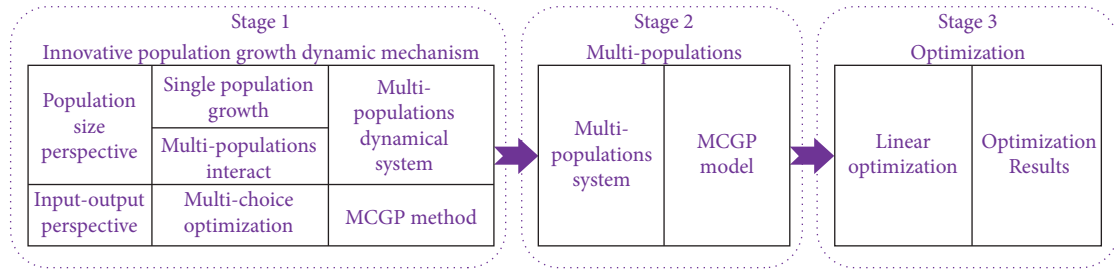 Stage 1
Innovative population growth dynamic mechanism
Population
size
perspective
Single population
growth
Multi-populations
interact
Multi-
populations
dynamical
system
Input-output
perspective
Multi-choice
optimization
MCGP method
Stage 2
Multi-populations
Multi-
populations
system
MCGP
model
Stage 3
Optimization
Linear
optimization
Optimization
Results